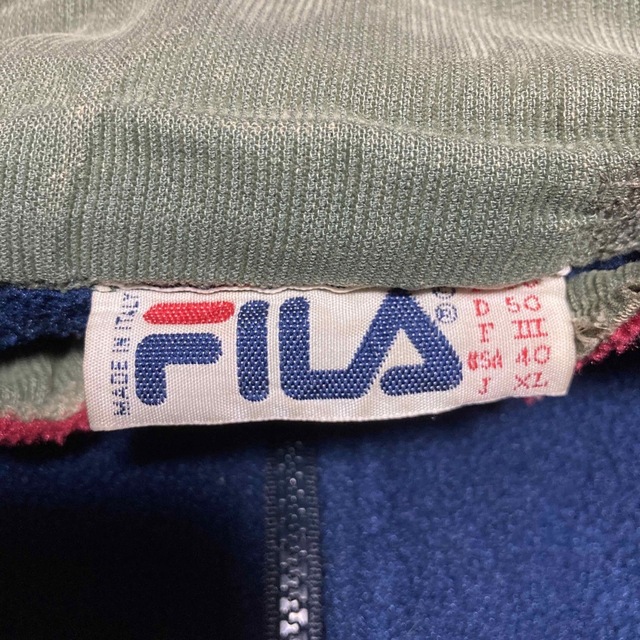 MADE IN ITALY
FILA®
D 50
F III
USA 40
J XL